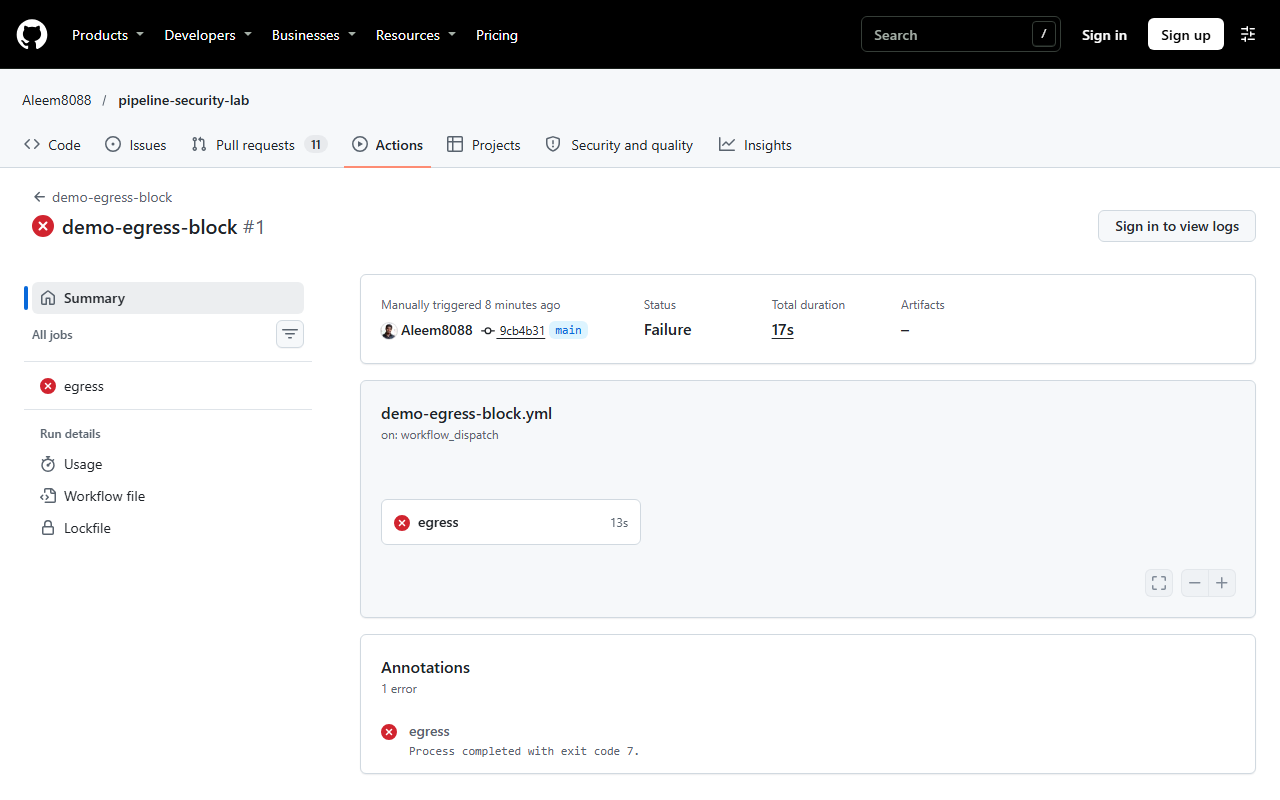 Products Developers Businesses Resources Pricing Search / Sign in Sign up
Aleem8088 / pipeline-security-lab
Code Issues Pull requests 11 Actions Projects Security and quality Insights
demo-egress-block
demo-egress-block #1
Sign in to view logs
Summary
All jobs
egress
Run details
Usage
Workflow file
Lockfile
Manually triggered 8 minutes ago
Aleem8088 9cb4b31 main
Status
Failure
Total duration
17s
Artifacts
–
demo-egress-block.yml
on: workflow_dispatch
egress 13s
Annotations
1 error
egress
Process completed with exit code 7.